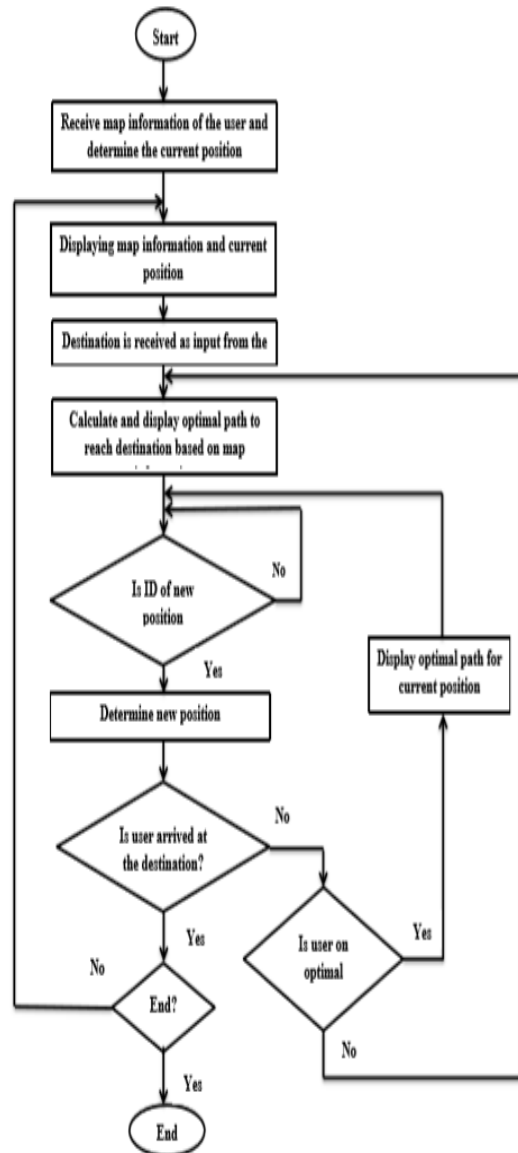 Start
Receive map information of the user and
determine the current position
Displaying map information and current
position
Destination is received as input from the
Calculate and display optimal path to
reach destination based on map
No
Is ID of new
position
Yes
Display optimal path for
current position
Determine new position
No
Is user arrived at
the destination?
Yes
Is user on
optimal
Yes
No
End?
No
Yes
End